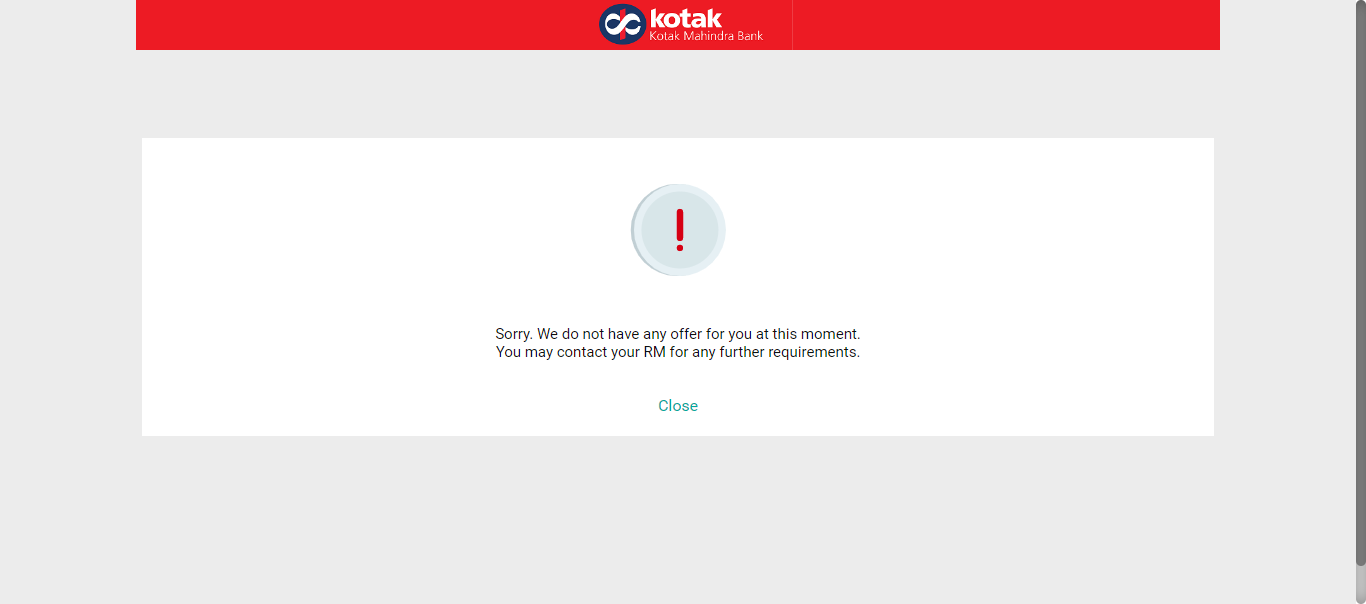 kotak
Kotak Mahindra Bank
Sorry. We do not have any offer for you at this moment.
You may contact your RM for any further requirements.
Close